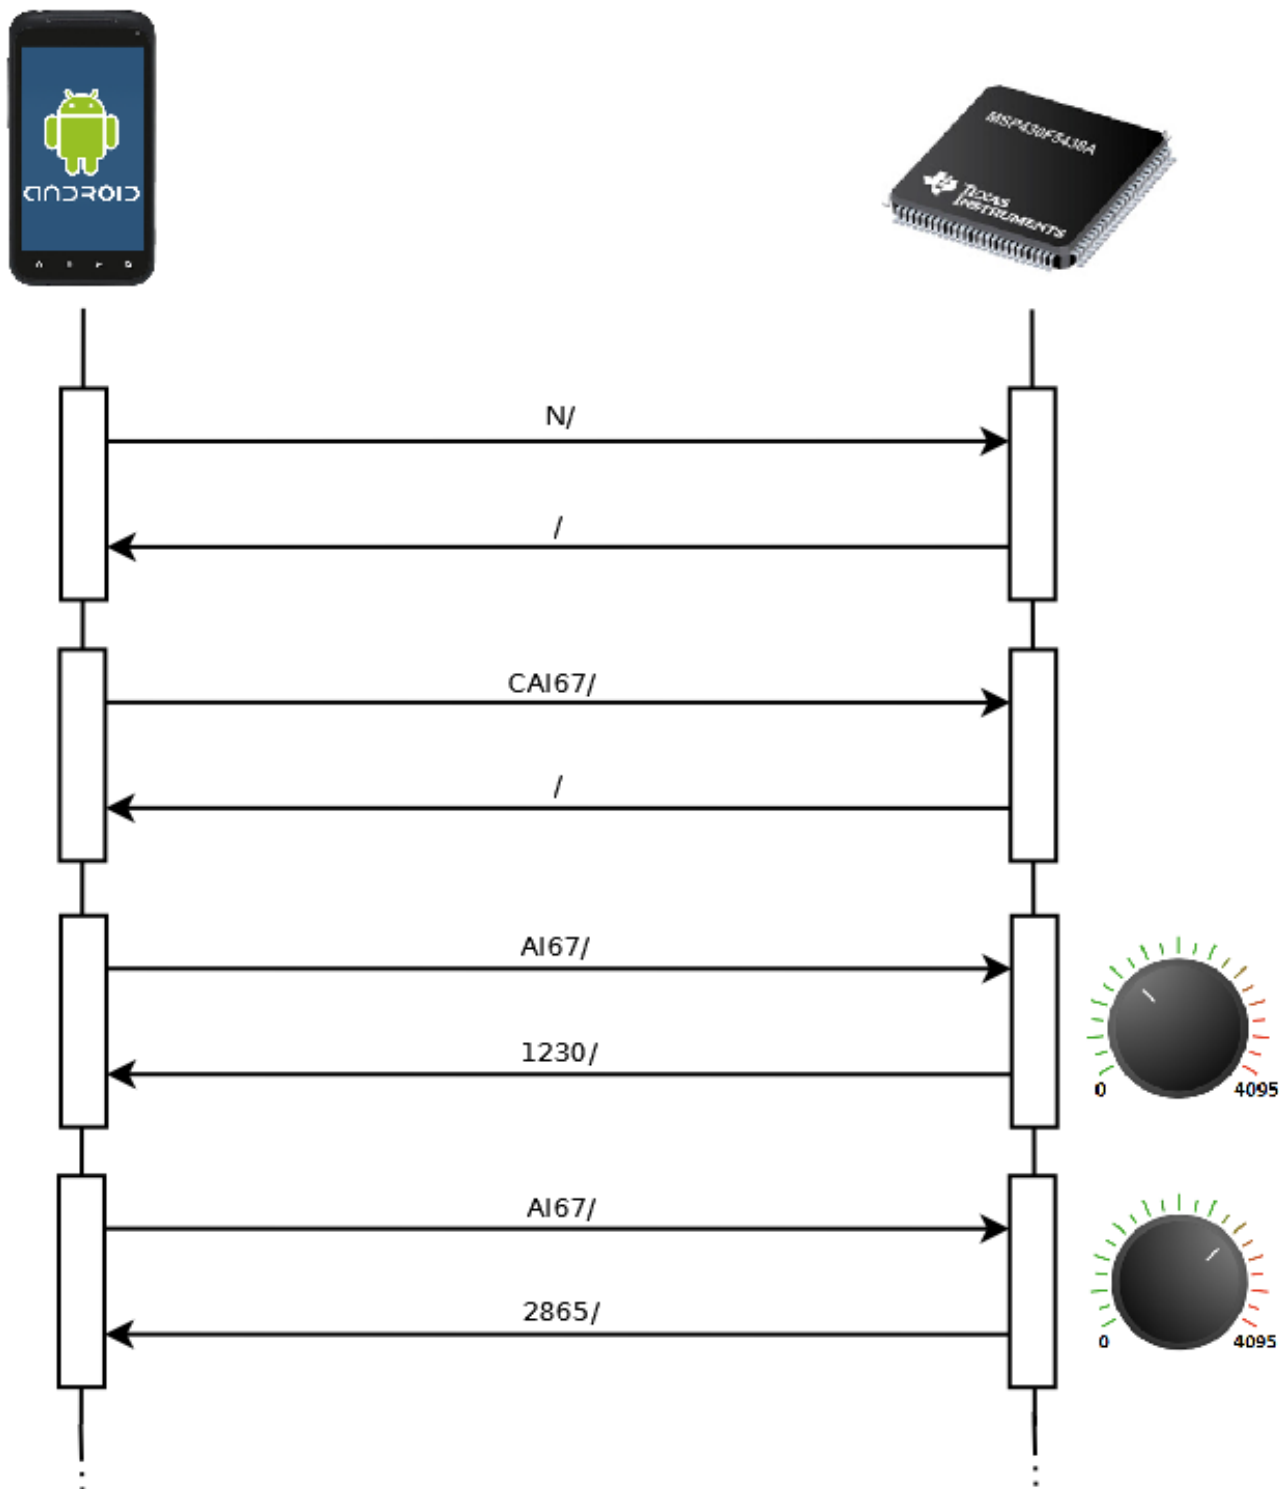 ANDROID
MSP430F5438A
TEXAS
INSTRUMENTS
N/
/
CAI67/
/
AI67/
1230/
0
4095
AI67/
2865/
0
4095